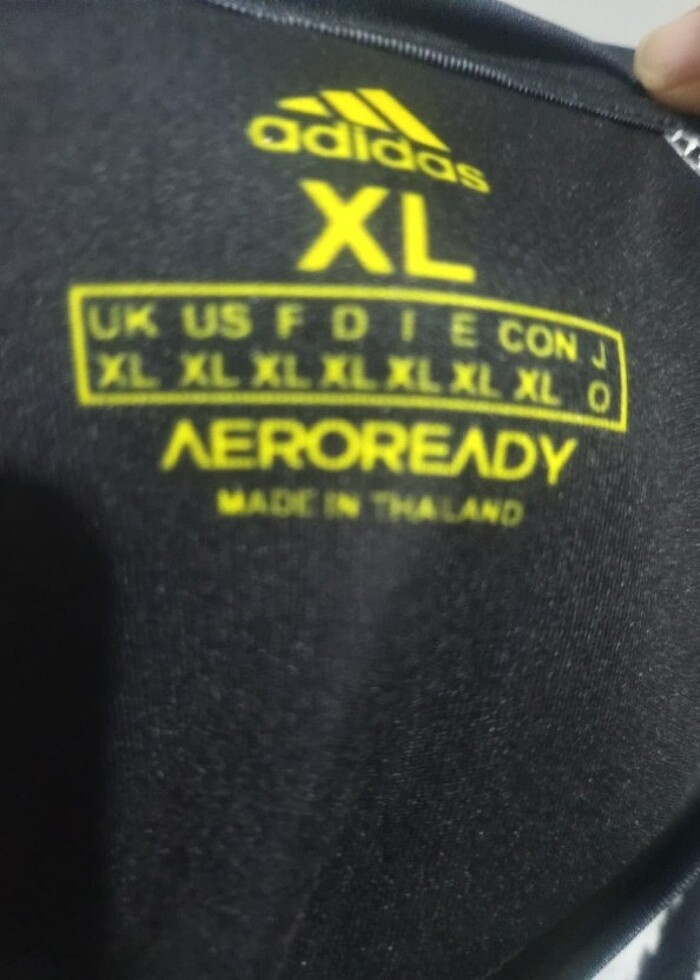 adidas
XL
UK US F D I E CON J
XL XL XL XL XL XL XL O
AEROREADY
MADE IN THAILAND